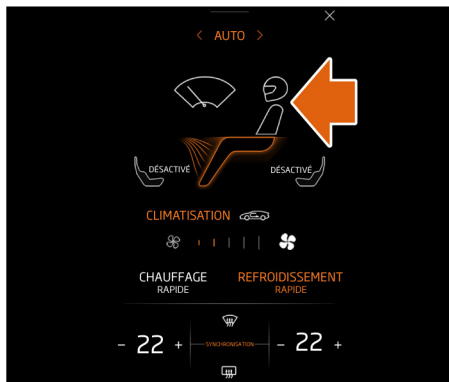 AUTO
DÉSACTIVÉ
DÉSACTIVÉ
CLIMATISATION
CHAUFFAGE
RAPIDE
REFROIDISSEMENT
RAPIDE
- 22 +
SYNCHRONISATION
- 22 +